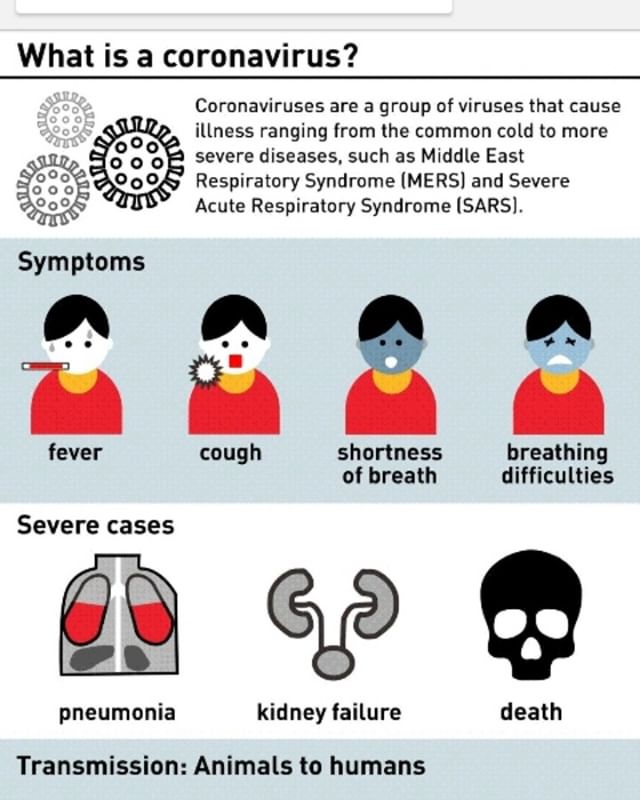 What is a coronavirus?
Coronaviruses are a group of viruses that cause
illness ranging from the common cold to more
severe diseases, such as Middle East
Respiratory Syndrome (MERS) and Severe
Acute Respiratory Syndrome (SARS).
Symptoms
fever
cough
shortness
of breath
breathing
difficulties
Severe cases
pneumonia
kidney failure
death
Transmission: Animals to humans